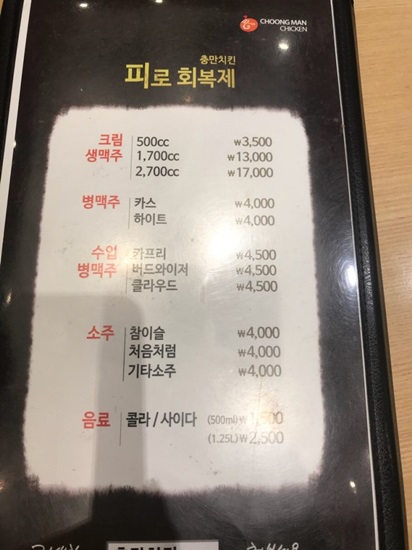 CHOONG MAN
CHICKEN
충만치킨
피로 회복제
크림 500cc ₩3,500
생맥주 1,700cc ₩13,000
2,700cc ₩17,000
병맥주 카스 ₩4,000
하이트 ₩4,000
수입 카프리 ₩4,500
병맥주 버드와이저 ₩4,500
클라우드 ₩4,500
소주 참이슬 ₩4,000
처음처럼 ₩4,000
기타소주 ₩4,000
음료 콜라 / 사이다 (500ml) ₩1,500
(1.25L) ₩2,500